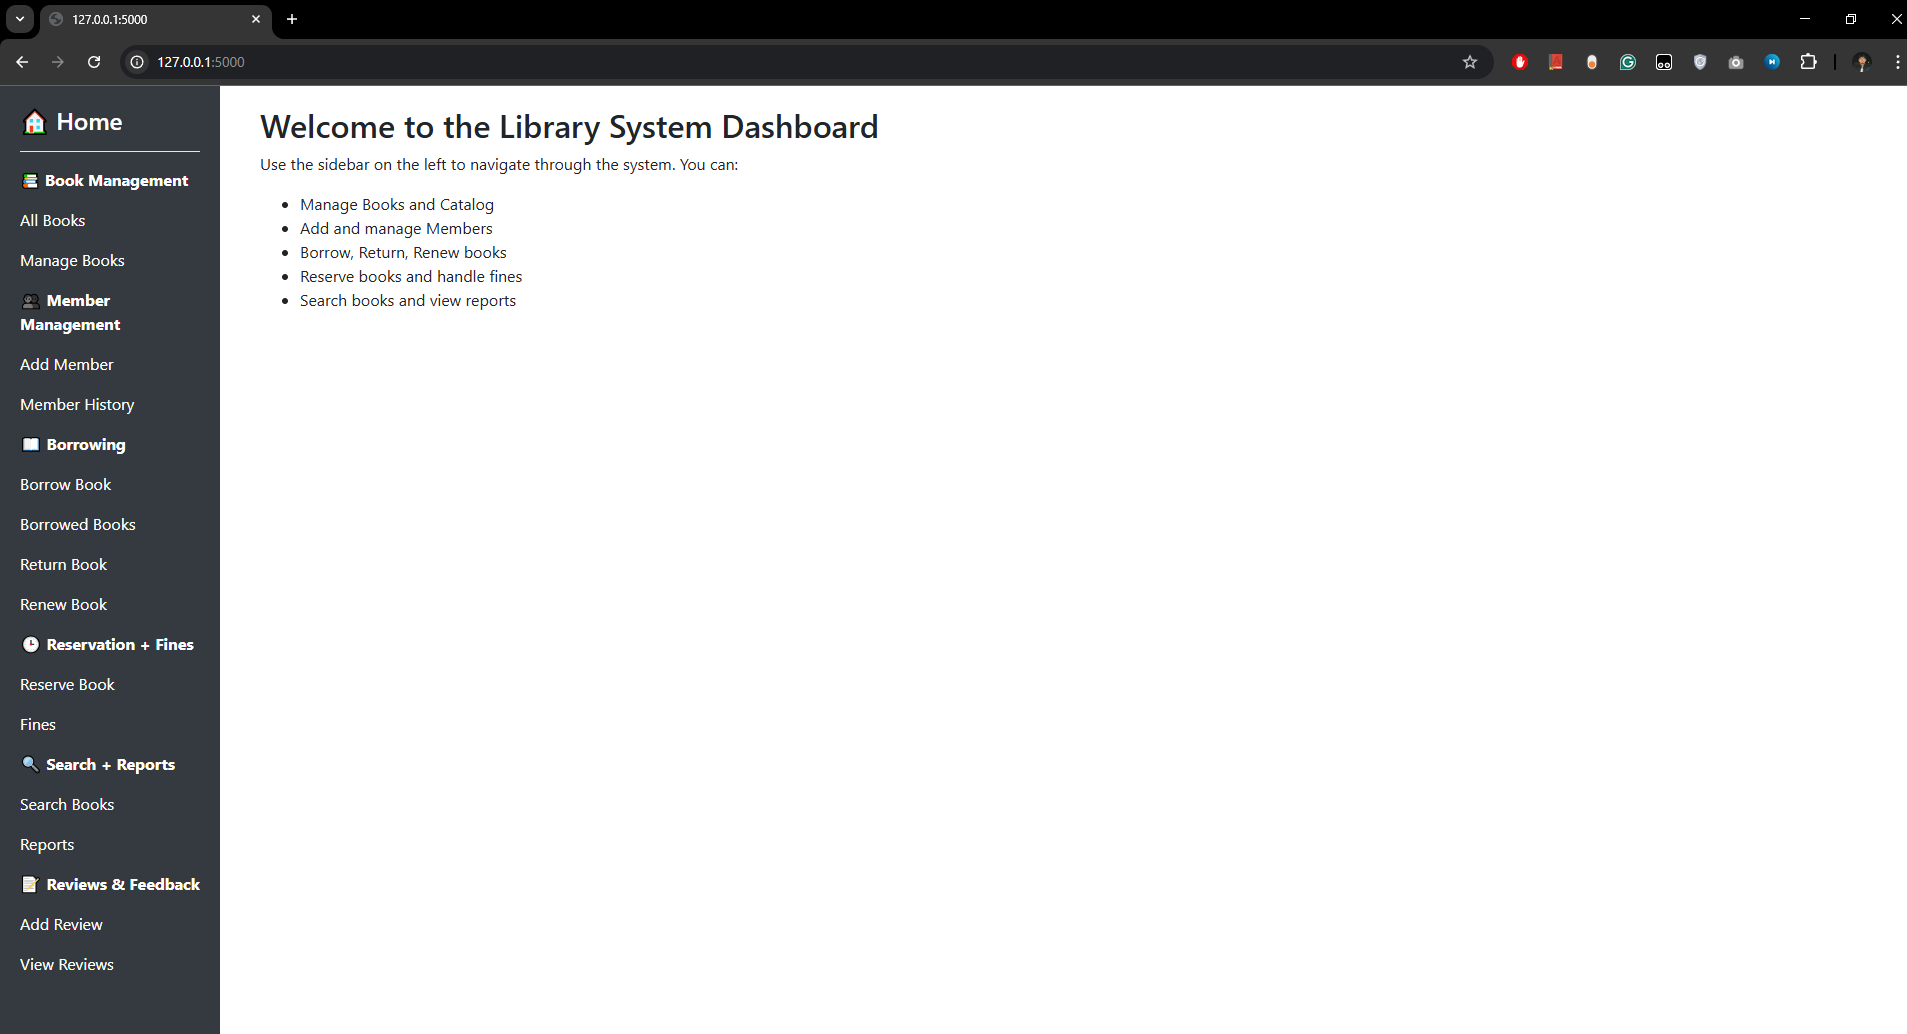 127.0.0.1:5000
127.0.0.1:5000
Home
Book Management
All Books
Manage Books
Member
Management
Add Member
Member History
Borrowing
Borrow Book
Borrowed Books
Return Book
Renew Book
Reservation + Fines
Reserve Book
Fines
Search + Reports
Search Books
Reports
Reviews & Feedback
Add Review
View Reviews
Welcome to the Library System Dashboard
Use the sidebar on the left to navigate through the system. You can:
Manage Books and Catalog
Add and manage Members
Borrow, Return, Renew books
Reserve books and handle fines
Search books and view reports